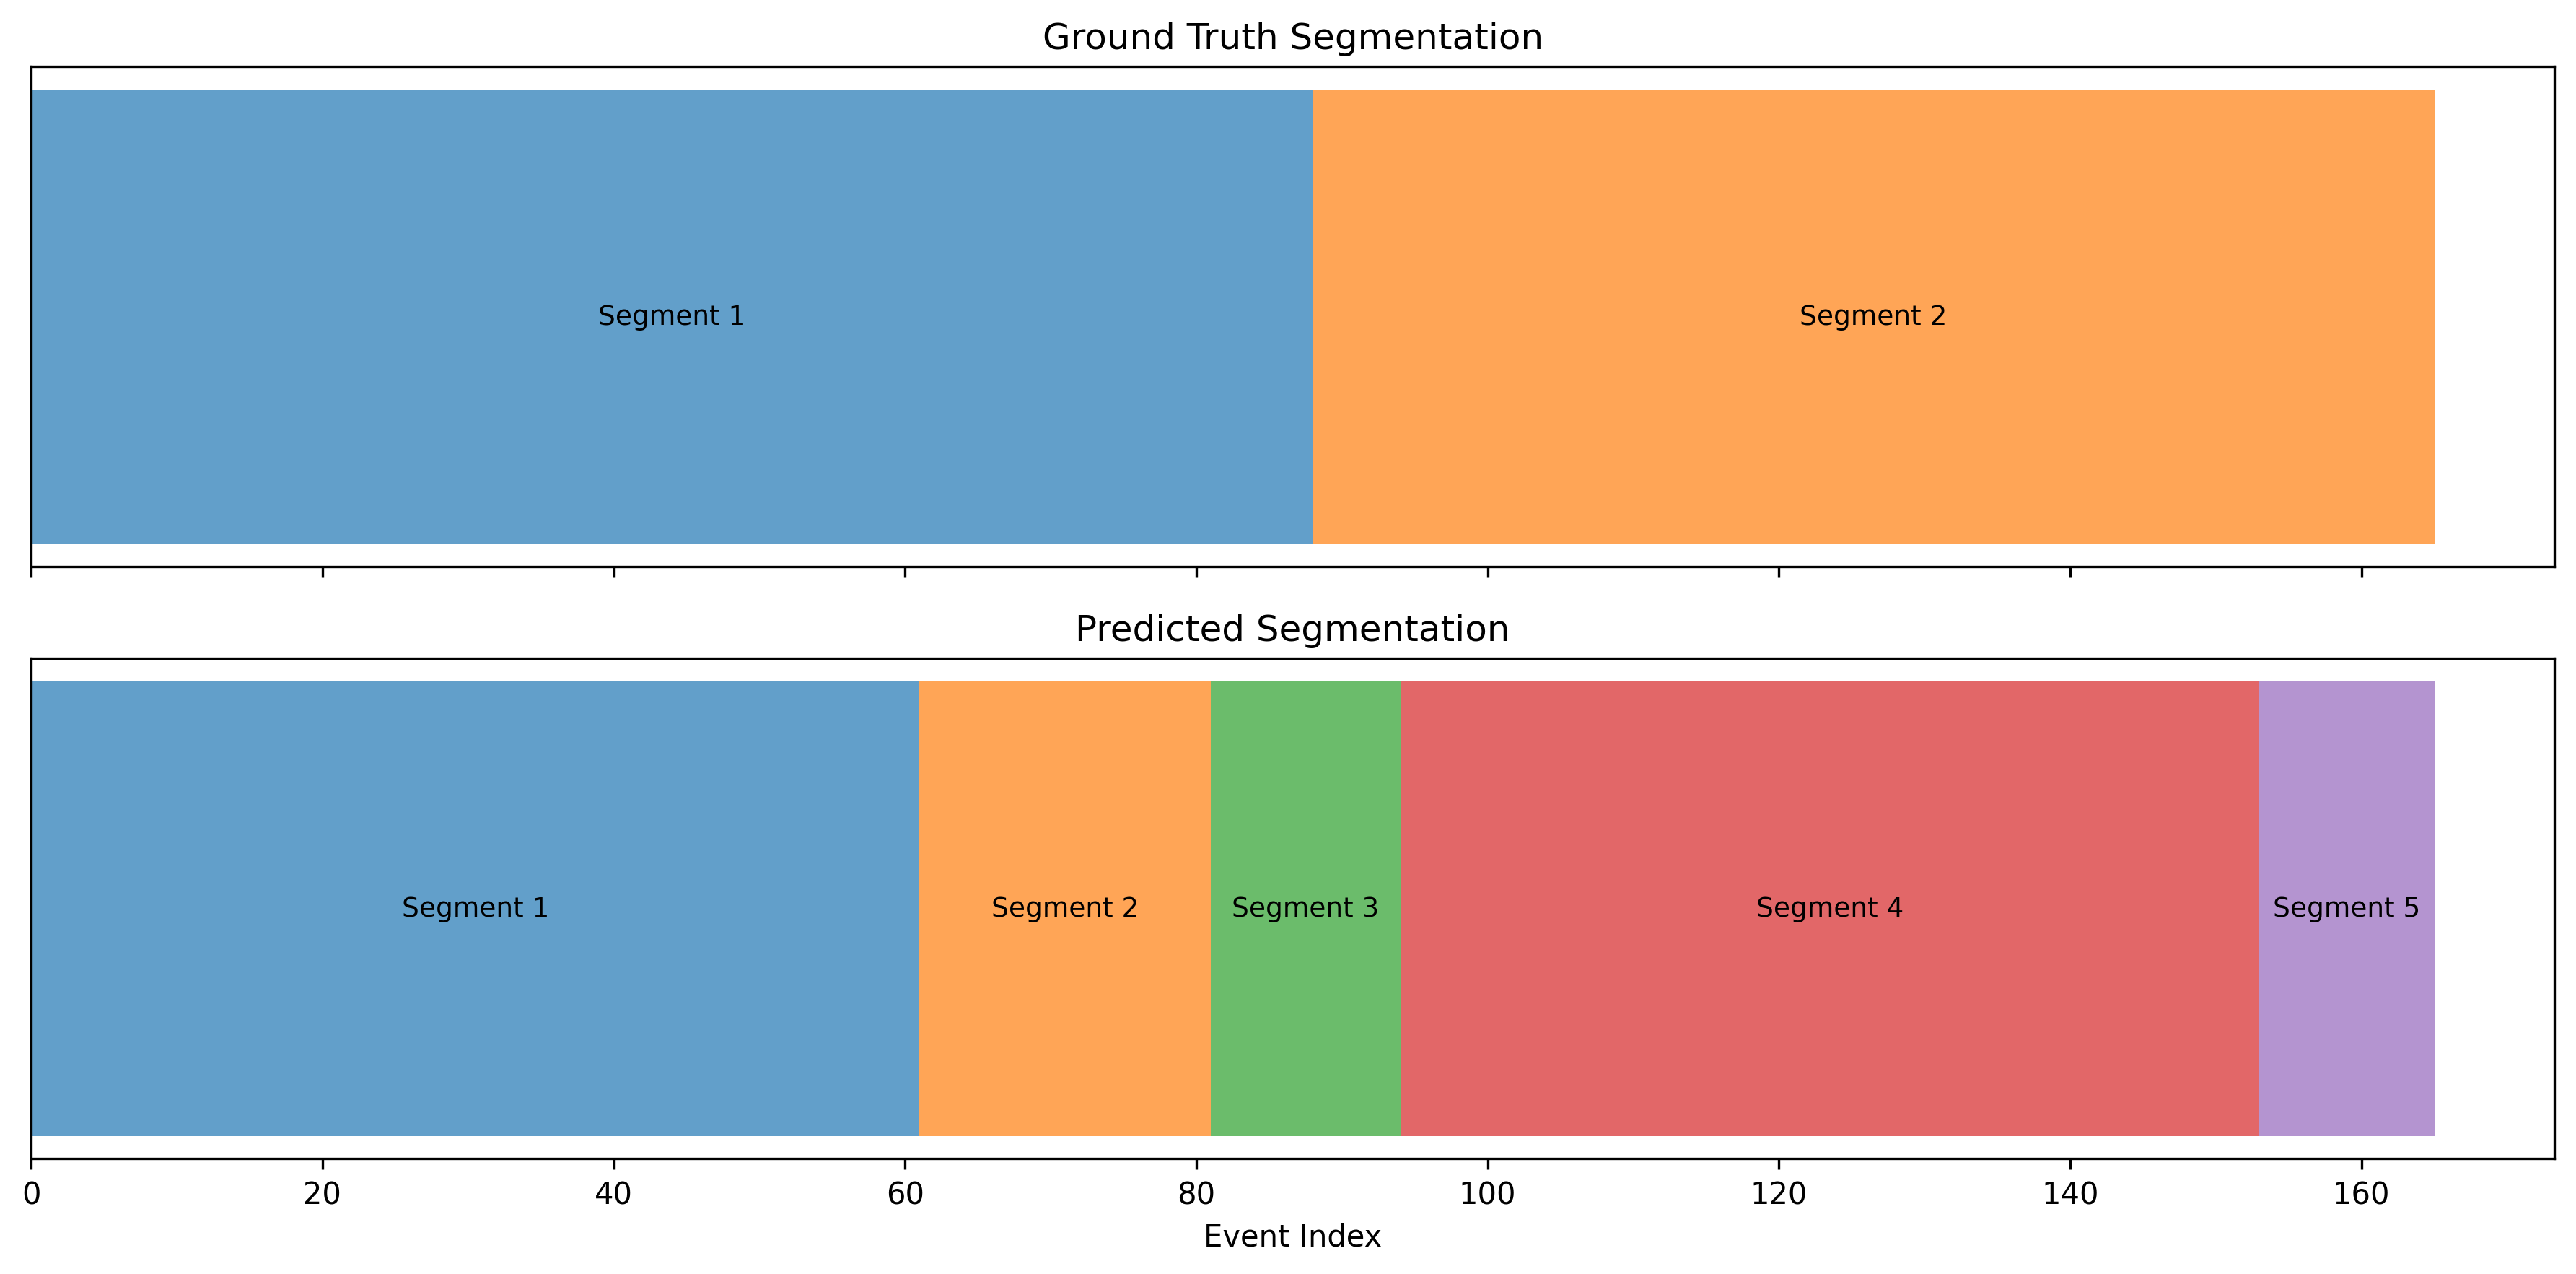 Ground Truth Segmentation
Segment 1
Segment 2
Predicted Segmentation
Segment 1
Segment 2
Segment 3
Segment 4
Segment 5
0 20 40 60 80 100 120 140 160
Event Index